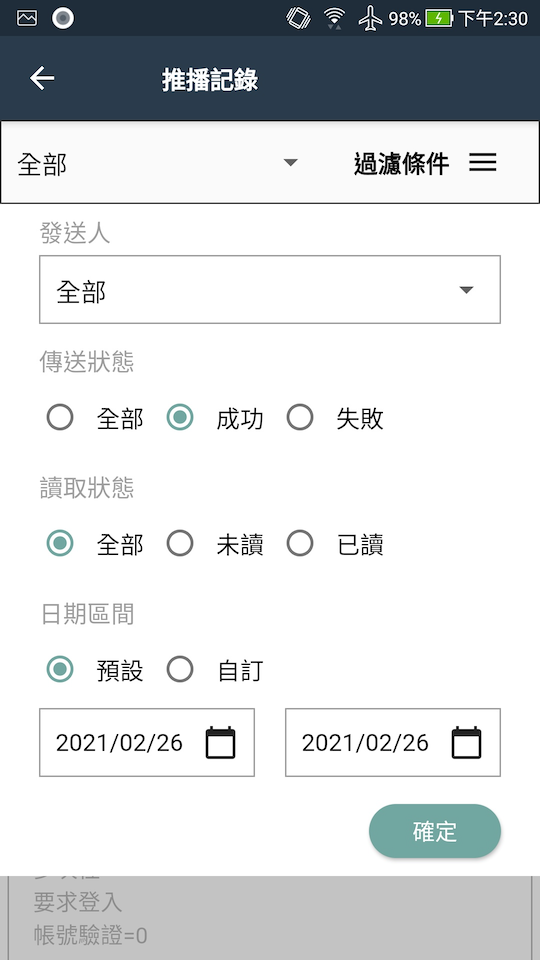 98% 下午2:30
推播記錄
全部 過濾條件
發送人
全部
傳送狀態
全部 成功 失敗
讀取狀態
全部 未讀 已讀
日期區間
預設 自訂
2021/02/26 2021/02/26
確定
要求登入
帳號驗證=0